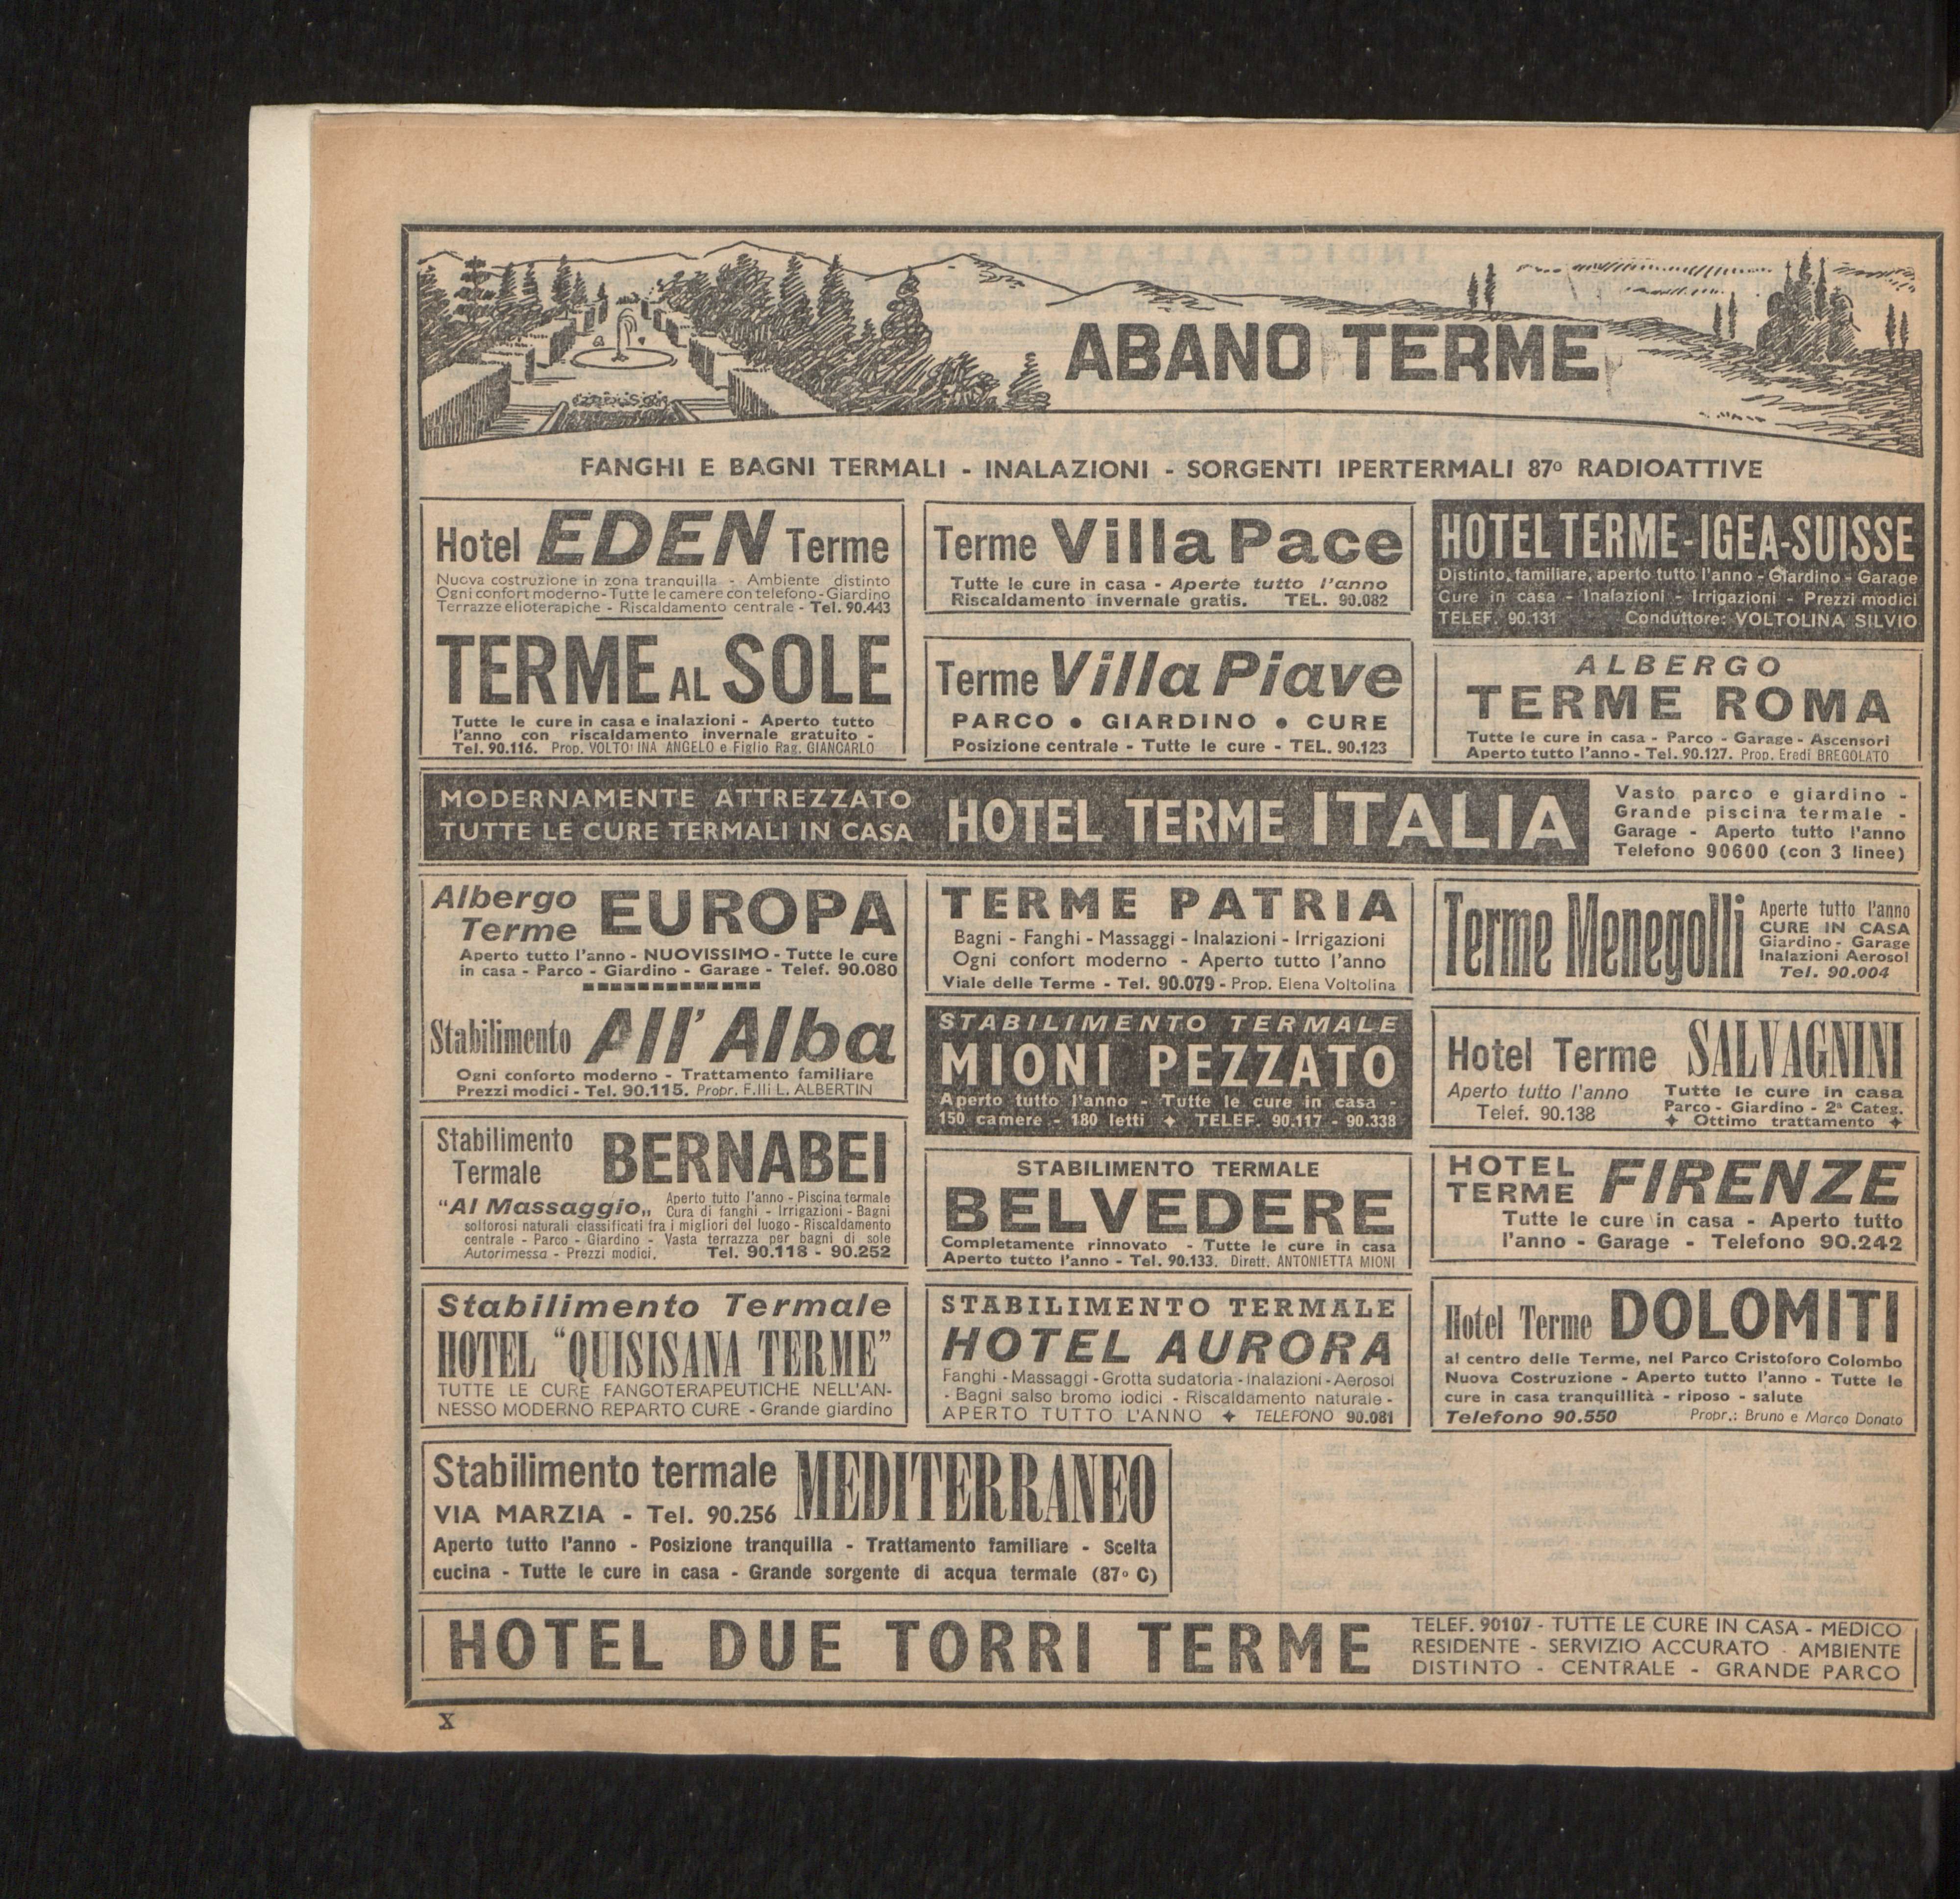 ABANO TERME
FANGHI E BAGNI TERMALI - INALAZIONI - SORGENTI IPERTERMALI 87º RADIOATTIVE
Hotel EDEN Terme
Nuova costruzione in zona tranquilla - Ambiente distinto
Ogni confort moderno - Tutte le camere con telefono - Giardino
Terrazze elioterapiche - Riscaldamento centrale - Tel. 90.443
TERME AL SOLE
Tutte le cure in casa e inalazioni - Aperto tutto
l'anno con riscaldamento invernale gratuito -
Tel. 90.116. Prop. VOLTO INA ANGELO e Figlio Rag. GIANCARLO
Terme Villa Pace
Tutte le cure in casa - Aperte tutto l'anno
Riscaldamento invernale gratis. TEL. 90.082
Terme Villa Piave
PARCO • GIARDINO • CURE
Posizione centrale - Tutte le cure - TEL. 90.123
HOTEL TERME-IGEA-SUISSE
Distinto, familiare, aperto tutto l'anno - Giardino - Garage
Cure in casa - Inalazioni - Irrigazioni - Prezzi modici
TELEF. 90.131 Conduttore: VOLTOLINA SILVIO
ALBERGO
TERME ROMA
Tutte le cure in casa - Parco - Garage - Ascensori
Aperto tutto l'anno - Tel. 90.127. Prop. Eredi BREGOLATO
MODERNAMENTE ATTREZZATO
TUTTE LE CURE TERMALI IN CASA
HOTEL TERME ITALIA
Vasto parco e giardino -
Grande piscina termale -
Garage - Aperto tutto l'anno
Telefono 90600 (con 3 linee)
Albergo
Terme EUROPA
Aperto tutto l'anno - NUOVISSIMO - Tutte le cure
in casa - Parco - Giardino - Garage - Telef. 90.080
Stabilimento All'Alba
Ogni conforto moderno - Trattamento familiare
Prezzi modici - Tel. 90.115. Propr. F.lli L. ALBERTIN
Stabilimento
Termale BERNABEI
"Al Massaggio„ Aperto tutto l'anno - Piscina termale
Cura di fanghi - Irrigazioni - Bagni
solforosi naturali classificati fra i migliori del luogo - Riscaldamento
centrale - Parco - Giardino - Vasta terrazza per bagni di sole
Autorimessa - Prezzi modici. Tel. 90.118 - 90.252
Stabilimento Termale
HOTEL "QUISISANA TERME"
TUTTE LE CURE FANGOTERAPEUTICHE NELL'AN-
NESSO MODERNO REPARTO CURE - Grande giardino
TERME PATRIA
Bagni - Fanghi - Massaggi - Inalazioni - Irrigazioni
Ogni confort moderno - Aperto tutto l'anno
Viale delle Terme - Tel. 90.079 - Prop. Elena Voltolina
STABILIMENTO TERMALE
MIONI PEZZATO
Aperto tutto l'anno - Tutte le cure in casa -
150 camere - 180 letti ✦ TELEF. 90.117 - 90.338
STABILIMENTO TERMALE
BELVEDERE
Completamente rinnovato - Tutte le cure in casa
Aperto tutto l'anno - Tel. 90.133. Dirett. ANTONIETTA MIONI
STABILIMENTO TERMALE
HOTEL AURORA
Fanghi - Massaggi - Grotta sudatoria - Inalazioni - Aerosol
- Bagni salso bromo iodici - Riscaldamento naturale -
APERTO TUTTO L'ANNO ✦ TELEFONO 90.081
Terme Menegolli
Aperte tutto l'anno
CURE IN CASA
Giardino - Garage
Inalazioni Aerosol
Tel. 90.004
Hotel Terme SALVAGNINI
Aperto tutto l'anno
Telef. 90.138
Tutte le cure in casa
Parco - Giardino - 2ª Categ.
✦ Ottimo trattamento ✦
HOTEL
TERME FIRENZE
Tutte le cure in casa - Aperto tutto
l'anno - Garage - Telefono 90.242
Hotel Terme DOLOMITI
al centro delle Terme, nel Parco Cristoforo Colombo
Nuova Costruzione - Aperto tutto l'anno - Tutte le
cure in casa tranquillità - riposo - salute
Telefono 90.550 Propr.: Bruno e Marco Donato
Stabilimento termale MEDITERRANEO
VIA MARZIA - Tel. 90.256
Aperto tutto l'anno - Posizione tranquilla - Trattamento familiare - Scelta
cucina - Tutte le cure in casa - Grande sorgente di acqua termale (87º C)
HOTEL DUE TORRI TERME
TELEF. 90107 - TUTTE LE CURE IN CASA - MEDICO
RESIDENTE - SERVIZIO ACCURATO - AMBIENTE
DISTINTO - CENTRALE - GRANDE PARCO
X